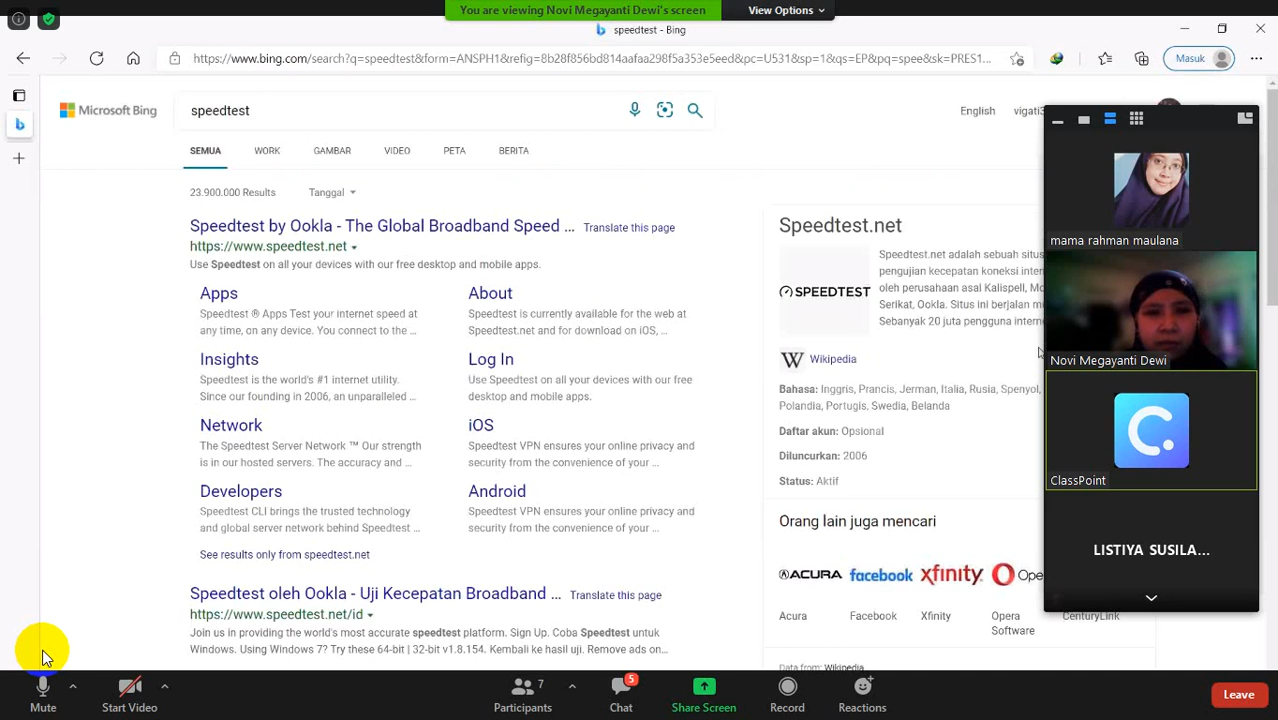 You are viewing Novi Megayanti Dewi's screen
View Options
speedtest - Bing
https://www.bing.com/search?q=speedtest&form=ANSPH1&refig=8b28f856bd814aafaa298f5a353e5eed&pc=U531&sp=1&qs=EP&pq=spee&sk=PRES1...
Masuk
Microsoft Bing
speedtest
English
vigati3
SEMUA
WORK
GAMBAR
VIDEO
PETA
BERITA
23.900.000 Results
Tanggal
Speedtest by Ookla - The Global Broadband Speed ...
Translate this page
https://www.speedtest.net
Use Speedtest on all your devices with our free desktop and mobile apps.
Apps
Speedtest ® Apps Test your internet speed at
any time, on any device. You connect to the ...
About
Speedtest is currently available for the web at
Speedtest.net and for download on iOS, ...
Insights
Speedtest is the world's #1 internet utility.
Since our founding in 2006, an unparalleled ...
Log In
Use Speedtest on all your devices with our free
desktop and mobile apps.
Network
The Speedtest Server Network ™ Our strength
is in our hosted servers. The accuracy and ...
iOS
Speedtest VPN ensures your online privacy and
security from the convenience of your ...
Developers
Speedtest CLI brings the trusted technology
and global server network behind Speedtest ...
Android
Speedtest VPN ensures your online privacy and
security from the convenience of your ...
See results only from speedtest.net
Speedtest oleh Ookla - Uji Kecepatan Broadband ...
Translate this page
https://www.speedtest.net/id
Join us in providing the world's most accurate speedtest platform. Sign Up. Coba Speedtest untuk
Windows. Using Windows 7? Try these 64-bit | 32-bit v1.8.154. Kembali ke hasil uji. Remove ads on...
Speedtest.net
SPEEDTEST
Speedtest.net adalah sebuah situs
pengujian kecepatan koneksi inter
oleh perusahaan asal Kalispell, Mo
Serikat, Ookla. Situs ini berjalan m
Sebanyak 20 juta pengguna interne
W
Wikipedia
Bahasa: Inggris, Prancis, Jerman, Italia, Rusia, Spenyol,
Polandia, Portugis, Swedia, Belanda
Daftar akun: Opsional
Diluncurkan: 2006
Status: Aktif
Orang lain juga mencari
ACURA
facebook
xfinity
Ope
Acura
Facebook
Xfinity
Opera
Software
CenturyLink
Data from: Wikipedia
mama rahman maulana
Novi Megayanti Dewi
C.
ClassPoint
LISTIYA SUSILA...
Mute
Start Video
Participants
7
Chat
5
Share Screen
Record
Reactions
Leave